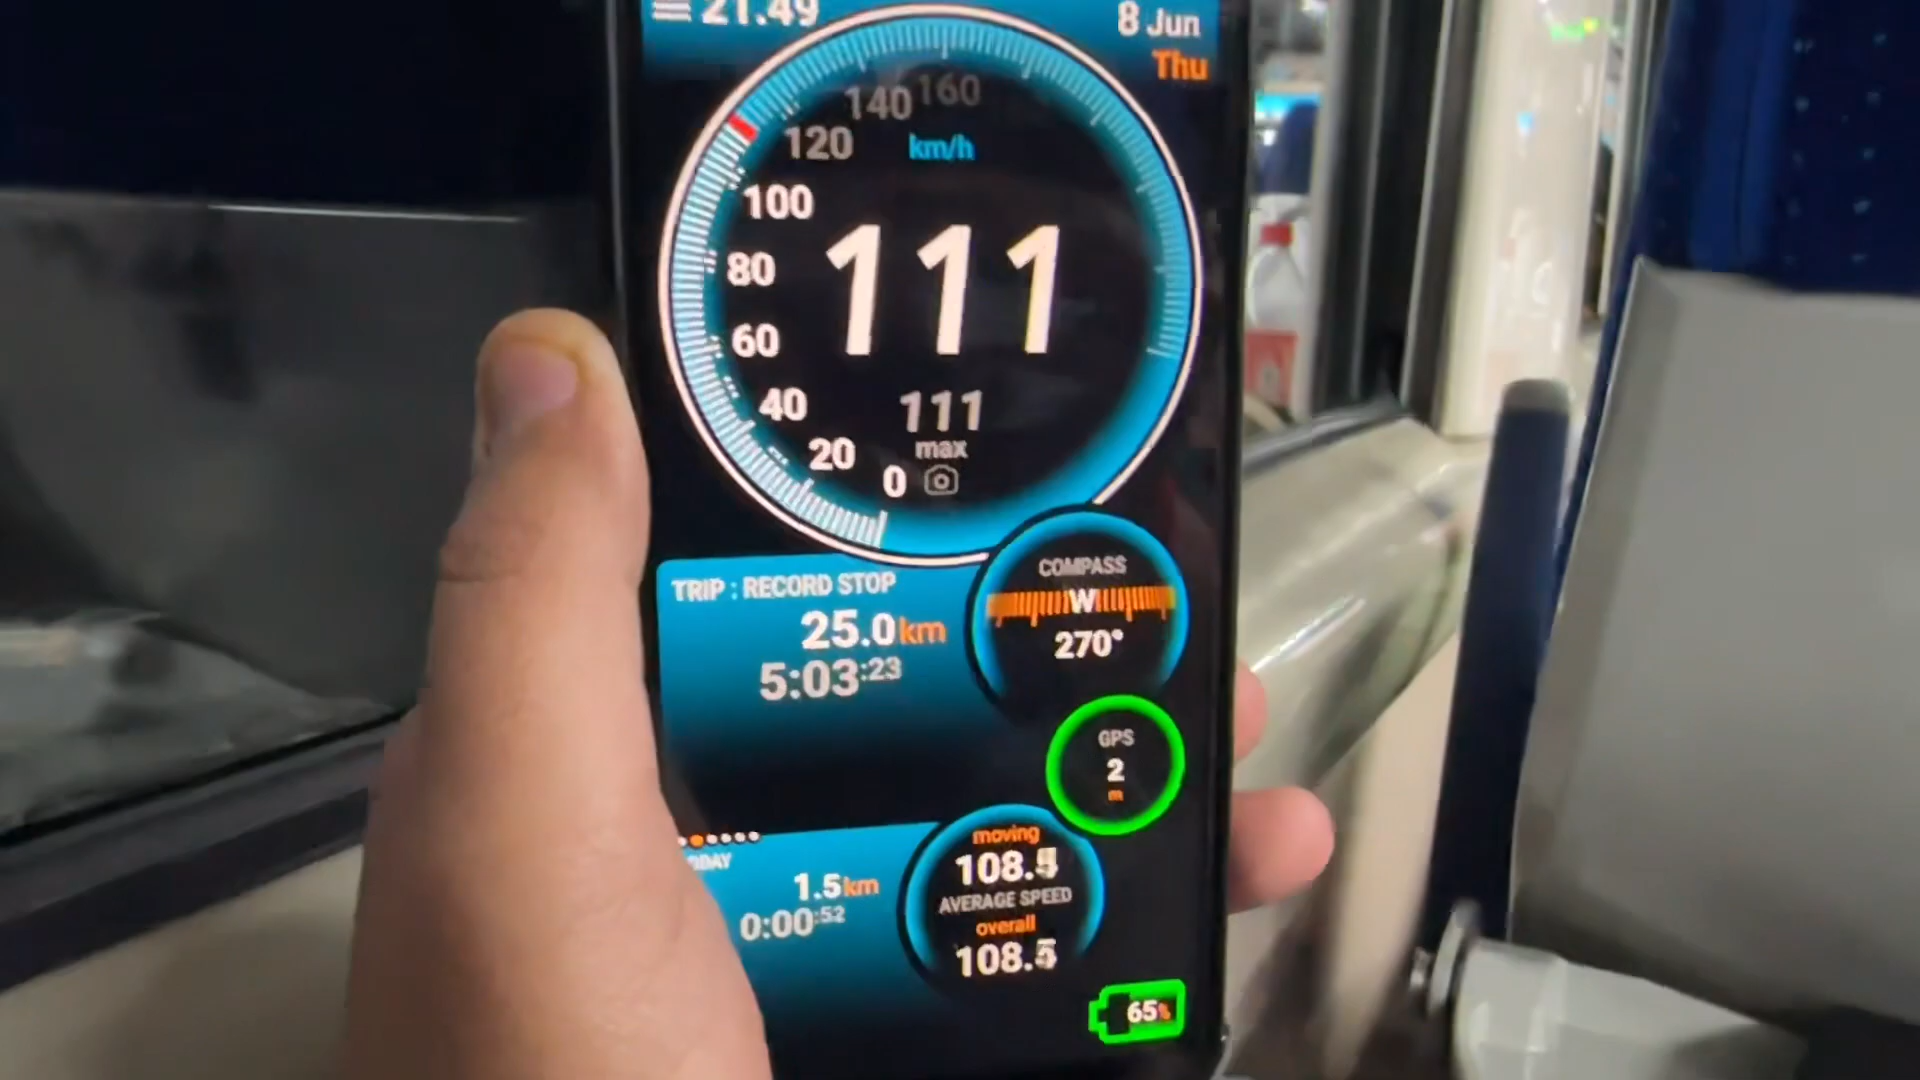 21.49
8 Jun
Thu
160
140
120
km/h
100
111
80
60
40
111
max
20
0
TRIP : RECORD STOP
25.0km
5:03:23
COMPASS
W
270°
GPS
2
m
moving
108.
AVERAGE SPEED
overall
108.
1.5km
0:00:52
65%